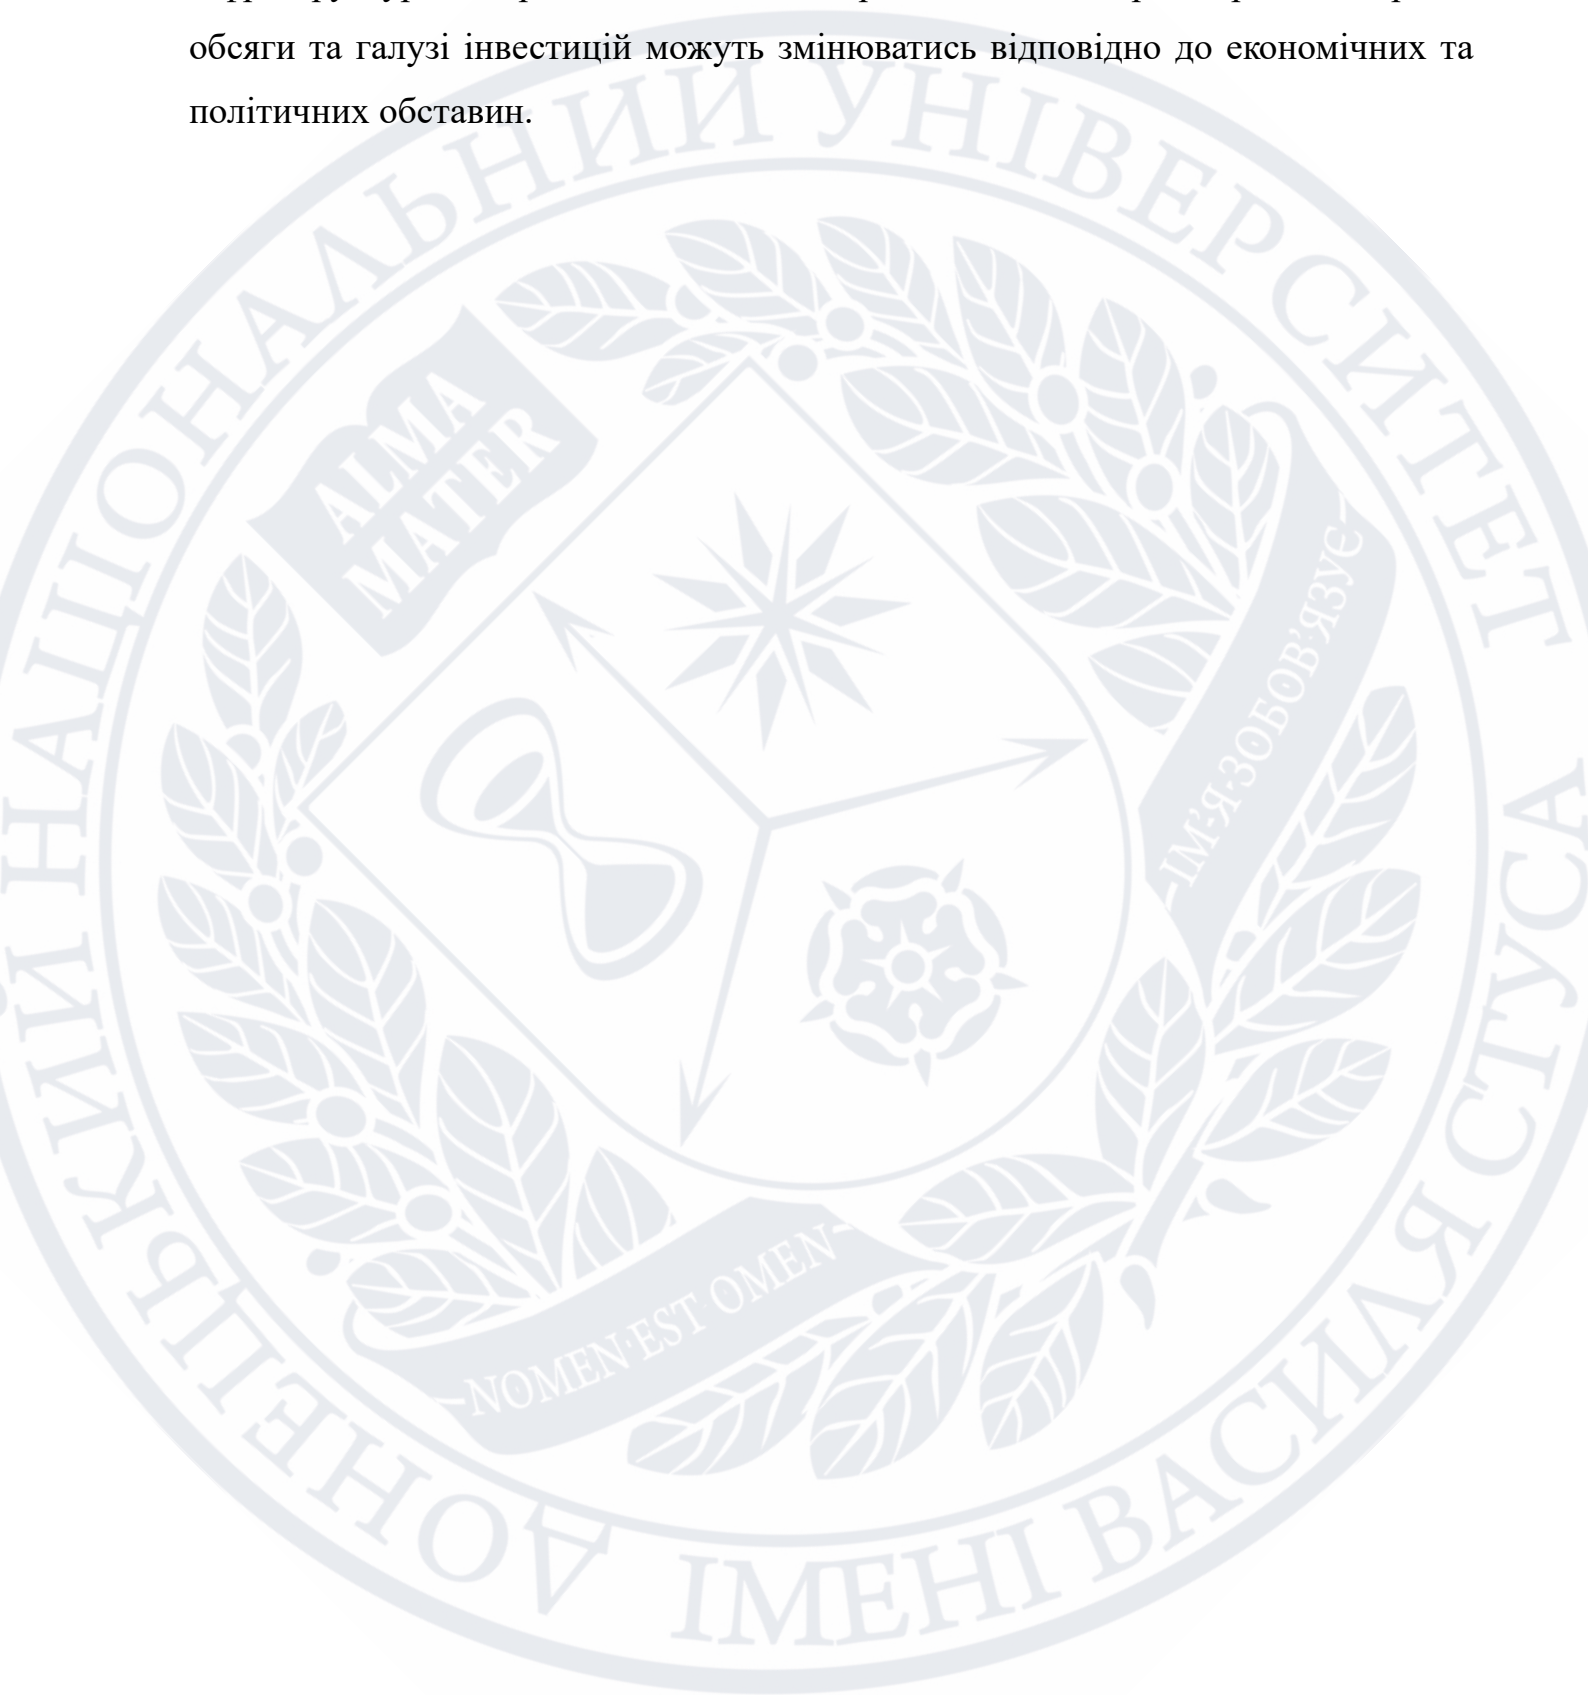 обсяги та галузі інвестицій можуть змінюватись відповідно до економічних та
політичних обставин.
ДОНЕЦЬКИЙ НАЦІОНАЛЬНИЙ УНІВЕРСИТЕТ
ІМЕНІ ВАСИЛЯ СТУСА
ALMA
MATER
ІМ'Я ЗОБОВ'ЯЗУЄ
NOMEN EST OMEN